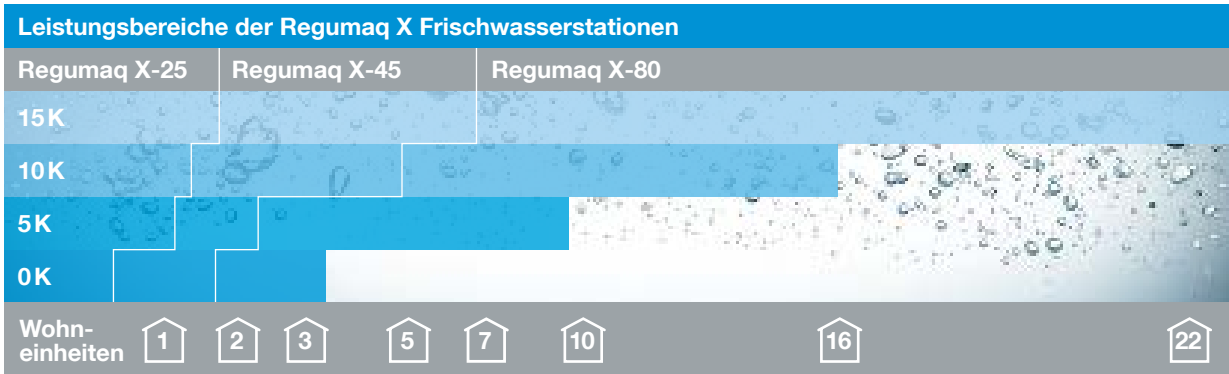 Leistungsbereiche der Regumaq X Frischwasserstationen
Regumaq X-25 Regumaq X-45 Regumaq X-80
15 K
10 K
5 K
0 K
Wohn-
einheiten 1 2 3 5 7 10 16 22